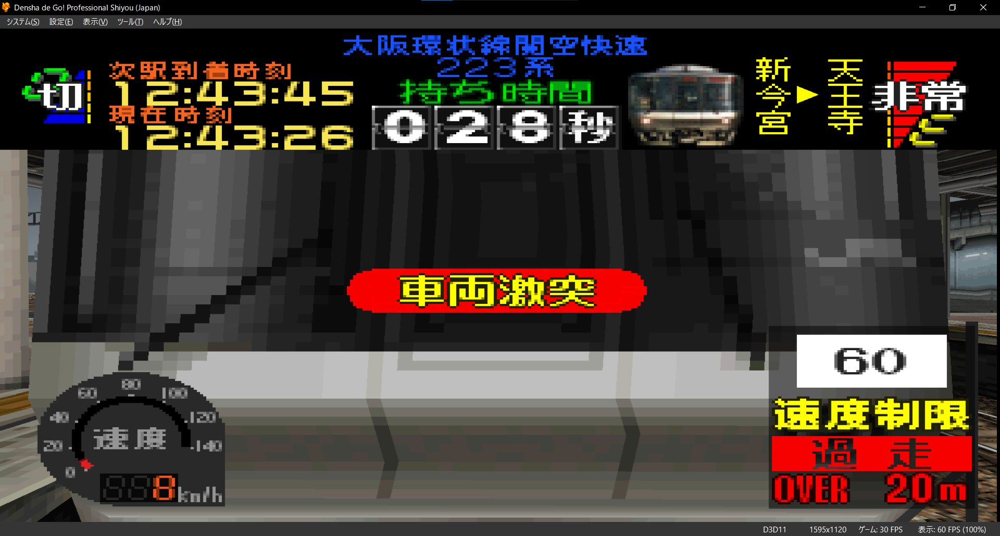 Densha de Go! Professional Shiyou (Japan)
システム(S) 設定(E) 表示(V) ツール(T) ヘルプ(H)
大阪環状線関空快速
223系
切
次駅到着時刻
12:43:45
現在時刻
12:43:26
持ち時間
028秒
新今宮
天王寺
非常
車両激突
60
速度制限
過走
OVER 20m
0 20 40 60 80 100 120 140
速度
8km/h
D3D11 1595x1120 ゲーム: 30 FPS 表示: 60 FPS (100%)